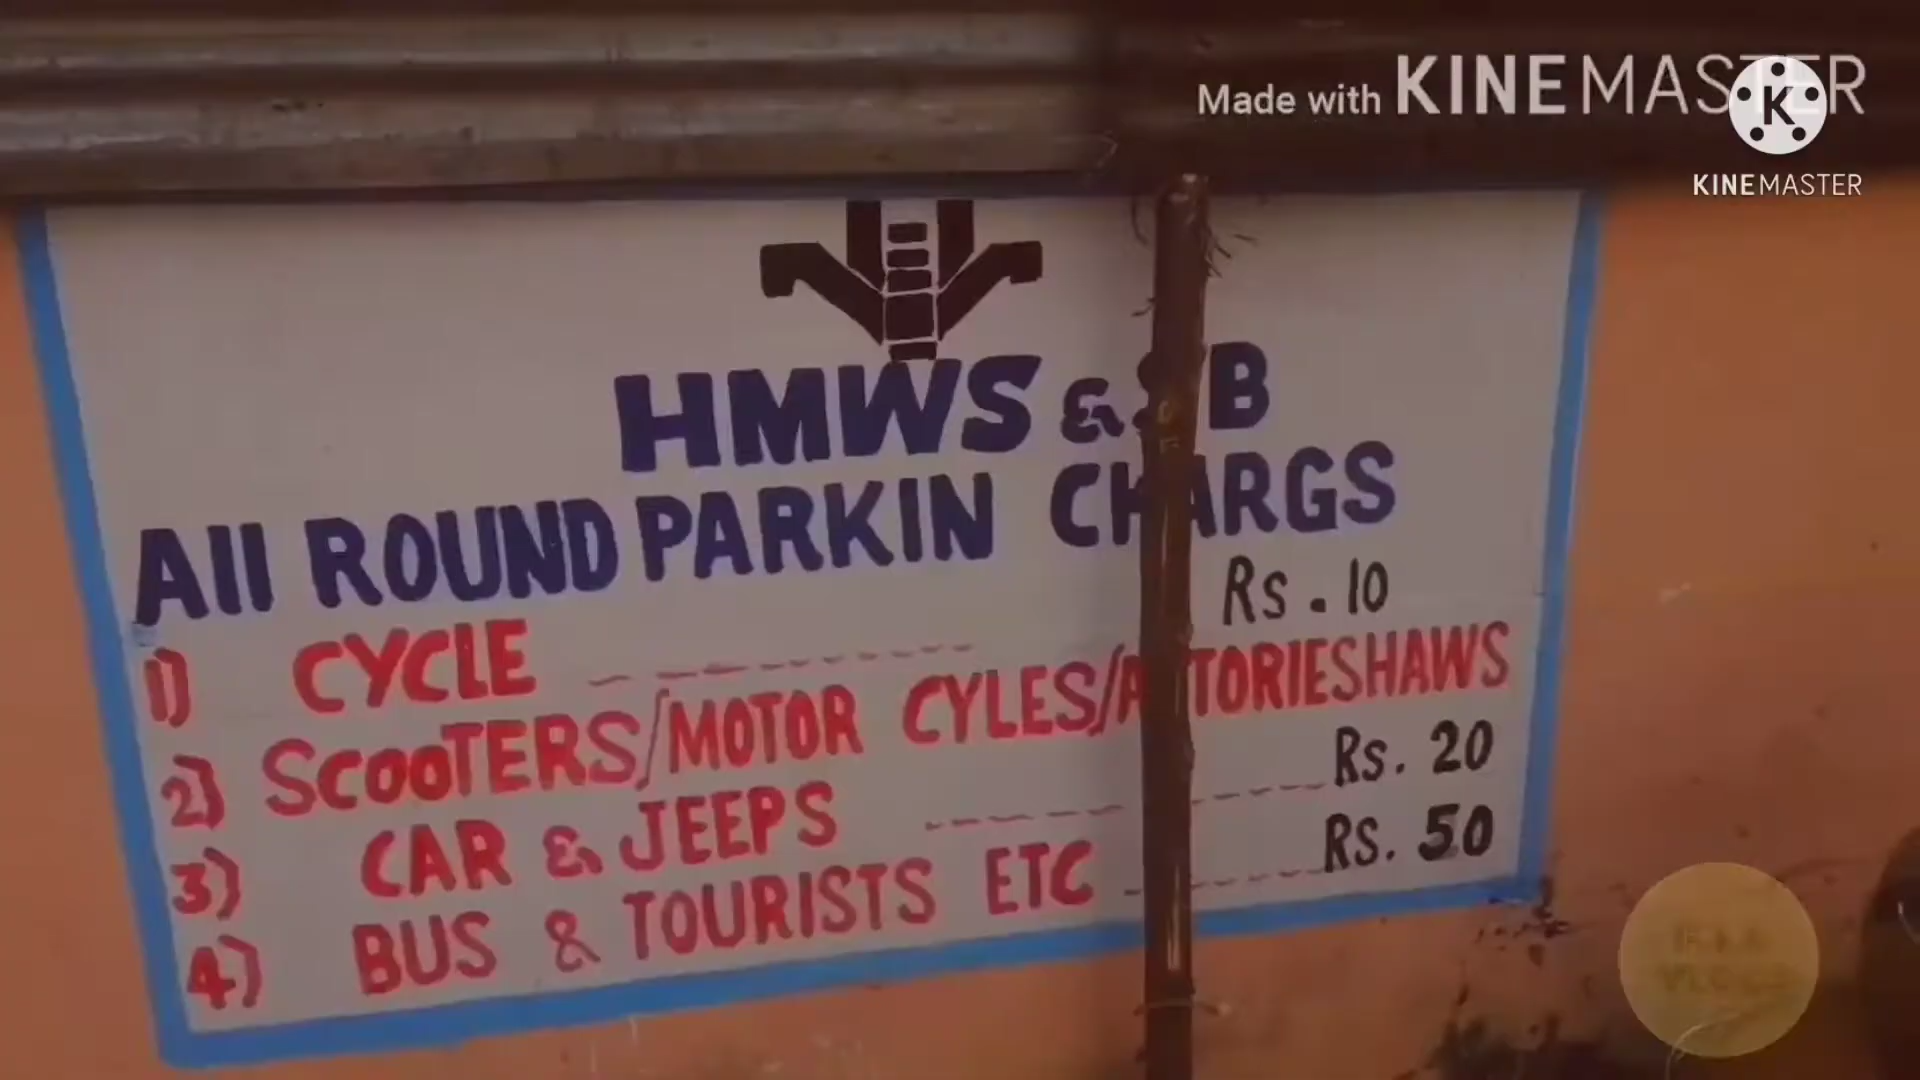 Made with KINEMASTER
K
KINEMASTER
HMWS & SB
All ROUND PARKIN CHARGS
Rs . 10
1) CYCLE
2) SCOOTERS/MOTOR CYLES/AUTORIESHAWS
Rs. 20
3) CAR & JEEPS
Rs. 50
4) BUS & TOURISTS ETC